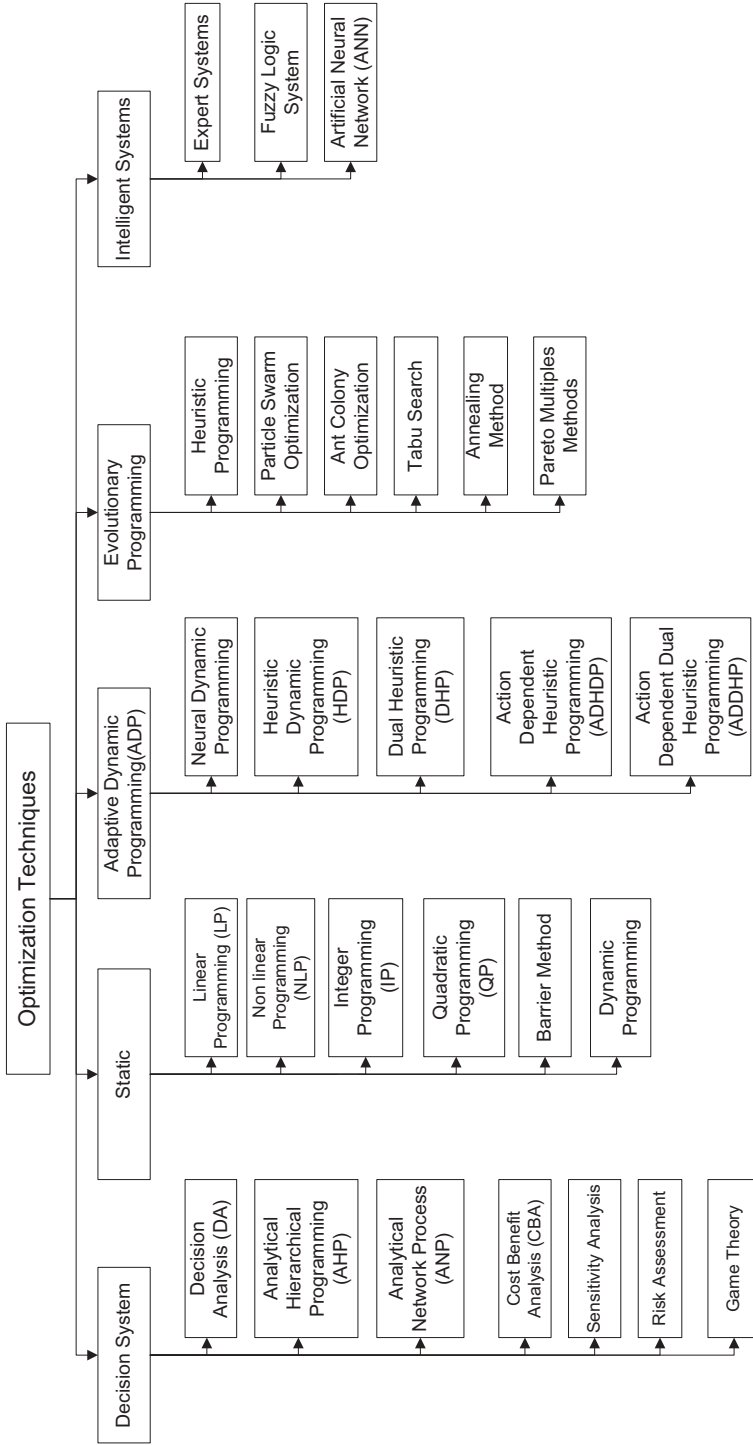 Optimization Techniques
Decision System
Decision
Analysis (DA)
Analytical
Hierarchical
Programming
(AHP)
Analytical
Network Process
(ANP)
Cost Benefit
Analysis (CBA)
Sensitivity Analysis
Risk Assessment
Game Theory
Static
Linear
Programming (LP)
Non linear
Programming
(NLP)
Integer
Programming
(IP)
Quadratic
Programming
(QP)
Barrier Method
Dynamic
Programming
Adaptive Dynamic
Programming(ADP)
Neural Dynamic
Programming
Heuristic
Dynamic
Programming
(HDP)
Dual Heuristic
Programming
(DHP)
Action
Dependent
Heuristic
Programming
(ADHDP)
Action
Dependent Dual
Heuristic
Programming
(ADDHP)
Evolutionary
Programming
Heuristic
Programming
Particle Swarm
Optimization
Ant Colony
Optimization
Tabu Search
Annealing
Method
Pareto Multiples
Methods
Intelligent Systems
Expert Systems
Fuzzy Logic
System
Artificial Neural
Network (ANN)